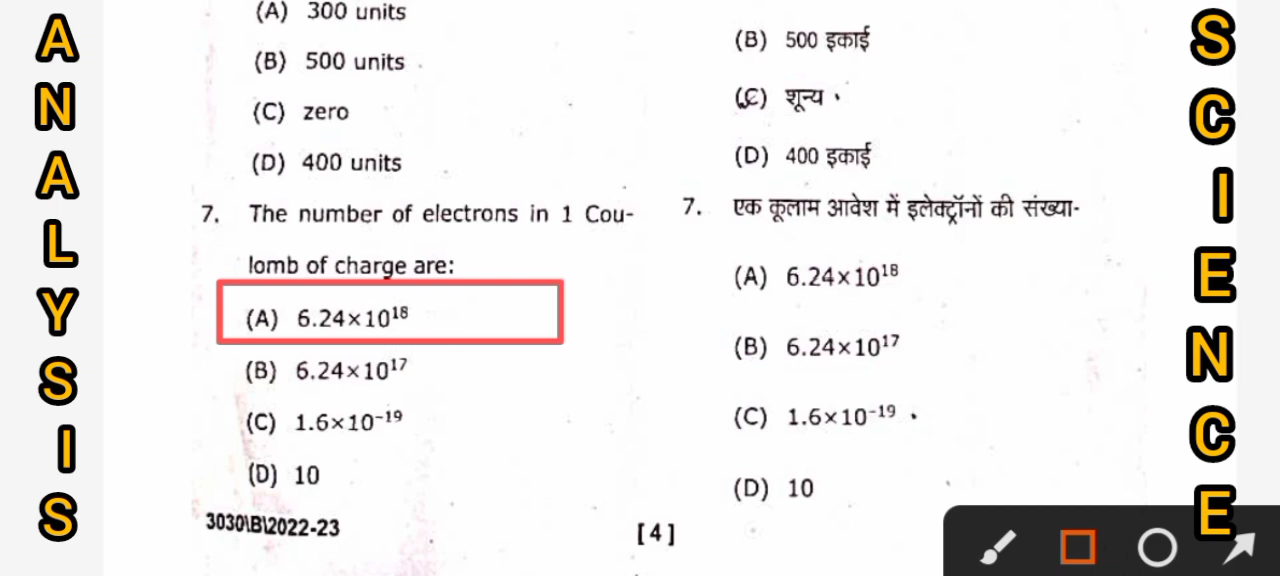 ANALYSIS
(A) 300 units
(B) 500 units
(C) zero
(D) 400 units
7. The number of electrons in 1 Cou-
lomb of charge are:
(A) 6.24×10¹⁸
(B) 6.24×10¹⁷
(C) 1.6×10⁻¹⁹
(D) 10
3030\B\2022-23
[4]
(B) 500 इकाई
(C) शून्य
(D) 400 इकाई
7. एक कूलाम आवेश में इलेक्ट्रॉनों की संख्या-
(A) 6.24×10¹⁸
(B) 6.24×10¹⁷
(C) 1.6×10⁻¹⁹
(D) 10
SCIENCE